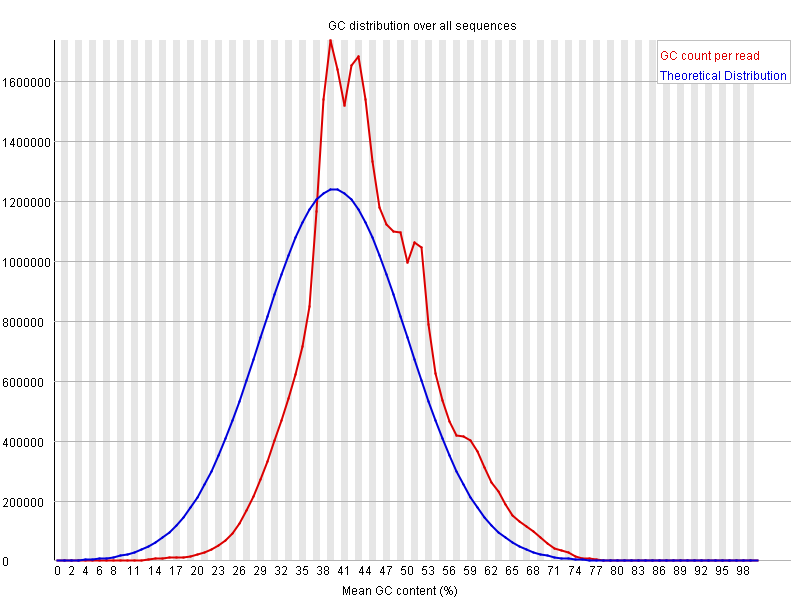 GC distribution over all sequences
GC count per read
Theoretical Distribution
1600000
1400000
1200000
1000000
800000
600000
400000
200000
0
0 2 4 6 8 11 14 17 20 23 26 29 32 35 38 41 44 47 50 53 56 59 62 65 68 71 74 77 80 83 86 89 92 95 98
Mean GC content (%)